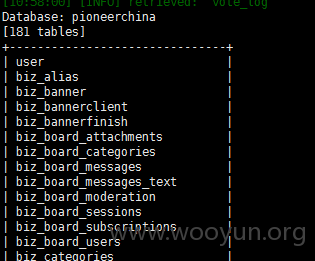 [10:58:00] [INFO] retrieved: vote_log
Database: pioneerchina
[181 tables]
+--------------------------------+
| user |
| biz_alias |
| biz_banner |
| biz_bannerclient |
| biz_bannerfinish |
| biz_board_attachments |
| biz_board_categories |
| biz_board_messages |
| biz_board_messages_text |
| biz_board_moderation |
| biz_board_sessions |
| biz_board_subscriptions |
| biz_board_users |
| biz_categories |
www.wooyun.org